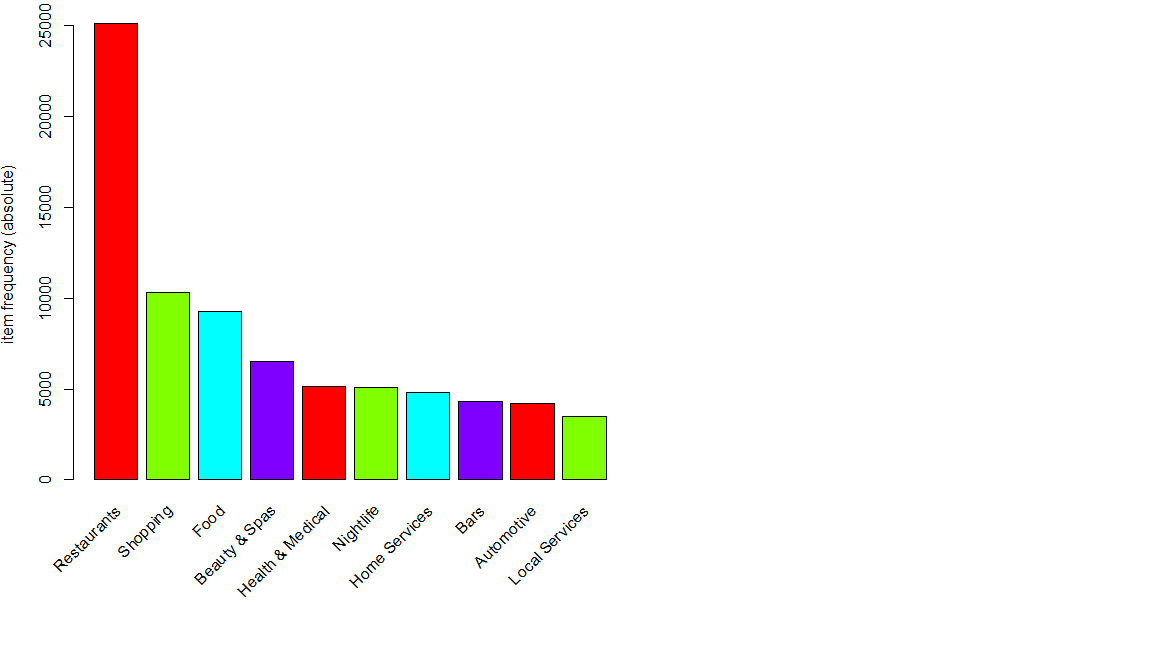 item frequency (absolute)
25000
20000
15000
10000
5000
0
Restaurants
Shopping
Food
Beauty & Spas
Health & Medical
Nightlife
Home Services
Bars
Automotive
Local Services